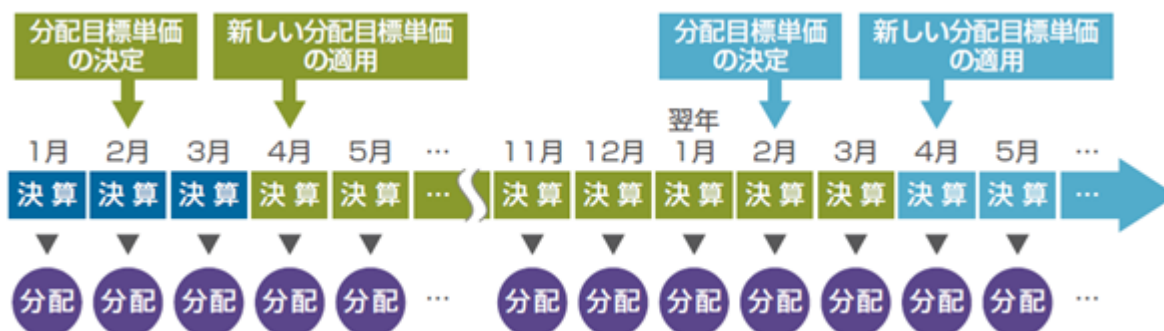 分配目標単価
の決定
新しい分配目標単価
の適用
分配目標単価
の決定
新しい分配目標単価
の適用
翌年
1月 2月 3月 4月 5月 … 11月 12月 1月 2月 3月 4月 5月 …
決算 決算 決算 決算 決算 … 決算 決算 決算 決算 決算 決算 決算 …
分配 分配 分配 分配 分配 … 分配 分配 分配 分配 分配 分配 分配 …